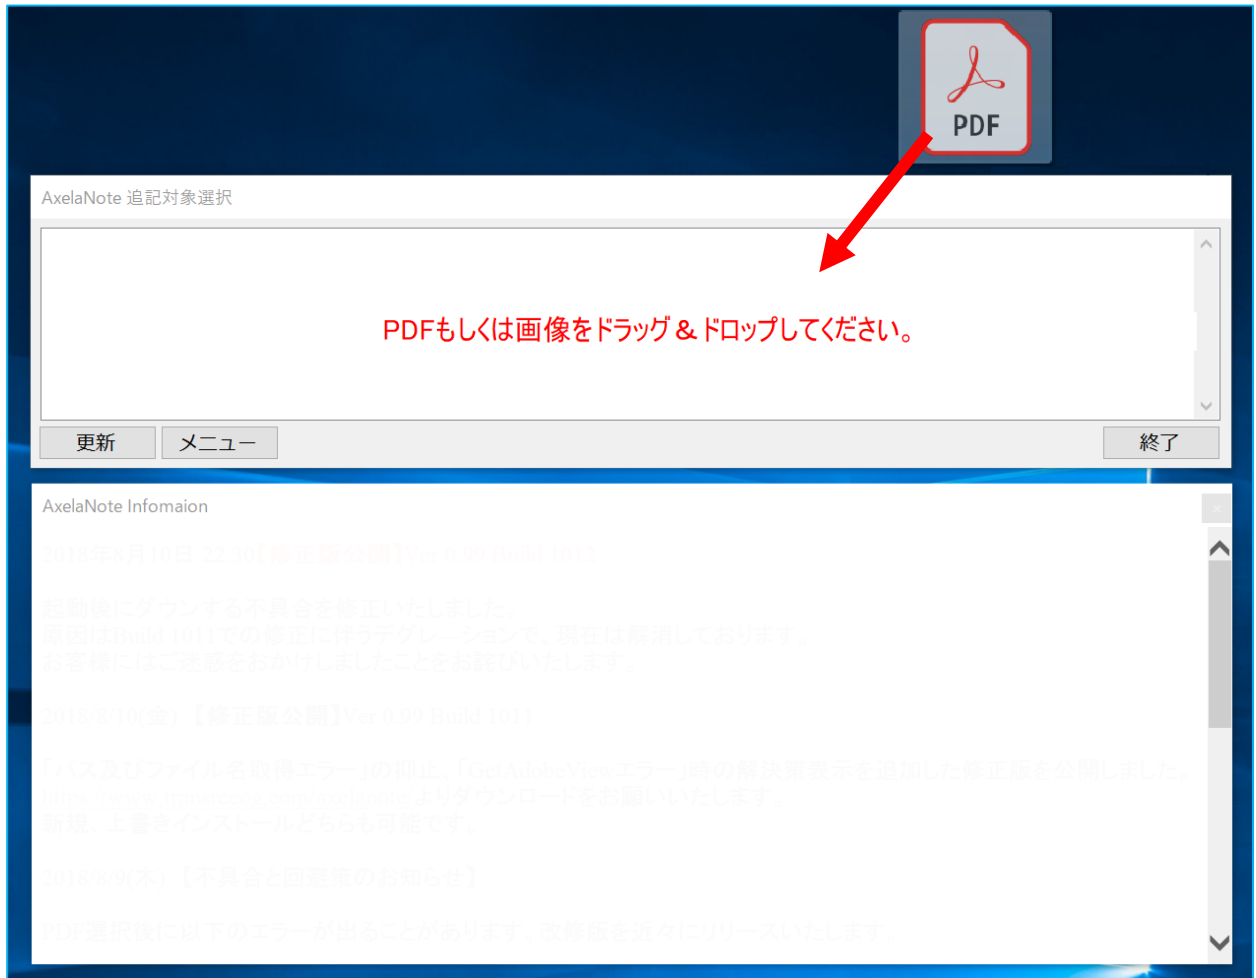 PDF
AxelaNote 追記対象選択
PDFもしくは画像をドラッグ＆ドロップしてください。
更新
メニュー
終了
AxelaNote Infomaion
2018年8月10日 22:30【修正版公開】Ver 0.99 Build 1012
起動後にダウンする不具合を修正いたしました。
原因はBuild 1011での修正に伴うデグレーションで、現在は解消しております。
お客様にはご迷惑をおかけしましたことをお詫びいたします。
2018/8/10(金) 【修正版公開】Ver 0.99 Build 1011
「パス及びファイル名取得エラー」の抑止、「GetAdobeViewエラー」時の解決策表示を追加した修正版を公開しました。
よりダウンロードをお願いいたします。
新規、上書きインストールどちらも可能です。
2018/8/9(木) 【不具合と回避策のお知らせ】
PDF選択後に以下のエラーが出ることがあります。改修版を近々にリリースいたします。